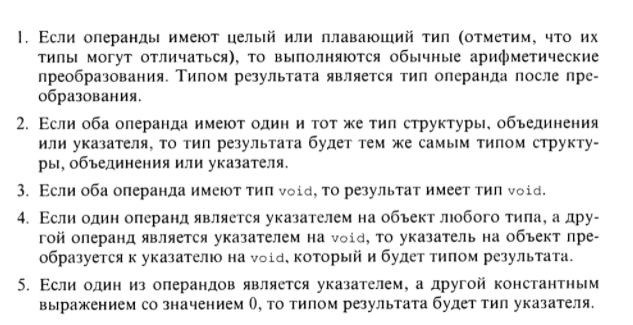 1. Если операнды имеют целый или плавающий тип (отметим, что их
типы могут отличаться), то выполняются обычные арифметические
преобразования. Типом результата является тип операнда после пре-
образования.
2. Если оба операнда имеют один и тот же тип структуры, объединения
или указателя, то тип результата будет тем же самым типом структу-
ры, объединения или указателя.
3. Если оба операнда имеют тип void, то результат имеет тип void.
4. Если один операнд является указателем на объект любого типа, а дру-
гой операнд является указателем на void, то указатель на объект пре-
образуется к указателю на void, который и будет типом результата.
5. Если один из операндов является указателем, а другой константным
выражением со значением 0, то типом результата будет тип указателя.